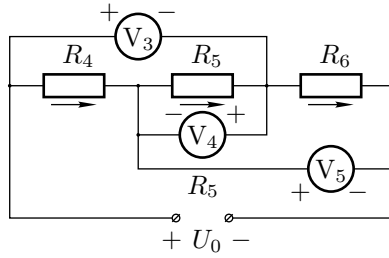 + V₃ −
R₄ R₅ R₆
− V₄ +
R₅ + V₅ −
+ U₀ −